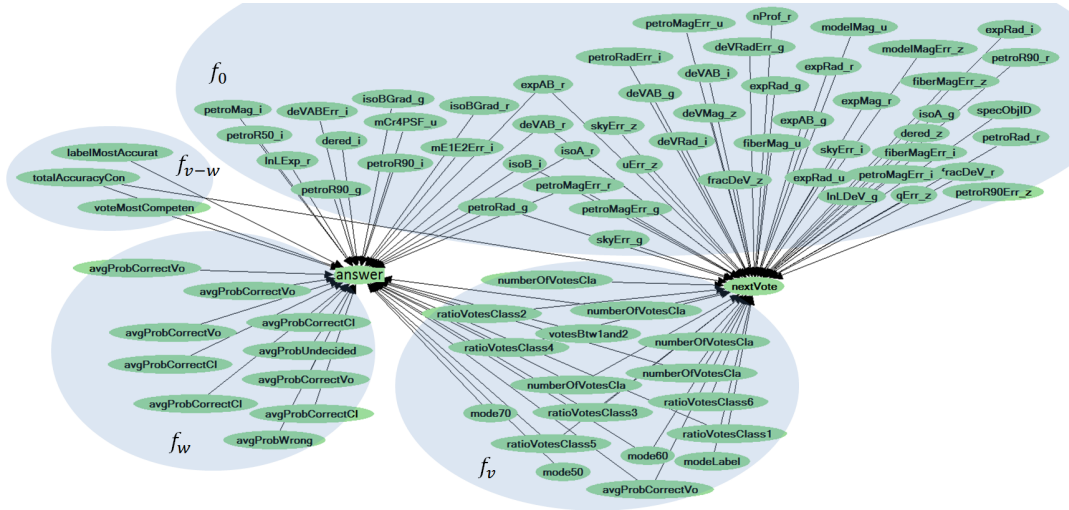 petroMagErr_u
nProf_r
modelMag_u
expRad_i
deVRadErr_g
modelMagErr_z
petroRadErr_i
expRad_r
petroR90_r
f0
expAB_r
deVAB_i
expRad_g
fiberMagErr_z
petroMag_i
deVABErr_i
isoBGrad_g
isoBGrad_r
deVAB_g
expMag_r
isoA_g
specObjID
mCr4PSF_u
deVAB_r
skyErr_z
deVMag_z
expAB_g
dered_z
petroRad_r
petroR50_i
dered_i
mE1E2Err_i
isoA_r
deVRad_i
fiberMag_u
skyErr_i
fiberMagErr_i
labelMostAccurat
fv−w
lnLExp_r
petroR90_i
isoB_i
uErr_z
fracDeV_z
expRad_u
petroMagErr_i
fracDeV_r
totalAccuracyCon
petroR90_g
petroMagErr_r
lnLDeV_g
qErr_z
petroR90Err_z
voteMostCompeten
petroRad_g
petroMagErr_g
skyErr_g
avgProbCorrectVo
answer
numberOfVotesCla
nextVote
avgProbCorrectVo
ratioVotesClass2
numberOfVotesCla
avgProbCorrectVo
avgProbCorrectCl
votesBtw1and2
avgProbCorrectCl
avgProbUndecided
ratioVotesClass4
numberOfVotesCla
avgProbCorrectVo
numberOfVotesCla
numberOfVotesCla
avgProbCorrectCl
avgProbCorrectCl
mode70
ratioVotesClass3
ratioVotesClass6
fw
avgProbWrong
ratioVotesClass5
ratioVotesClass1
fv
mode50
mode60
modeLabel
avgProbCorrectVo